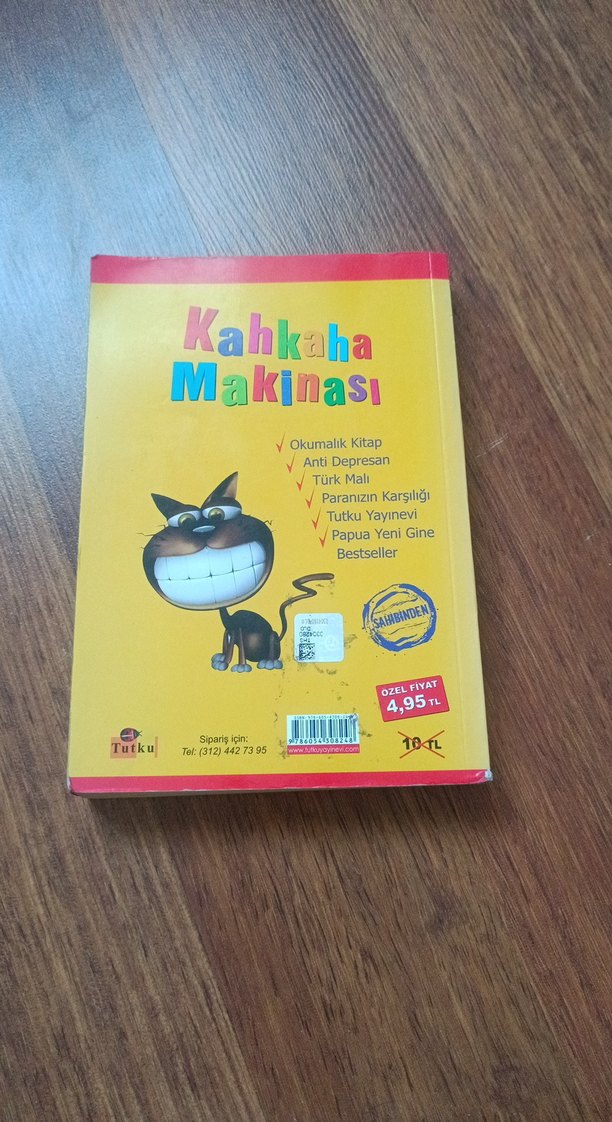 Kahkaha
Makinası
Okumalık Kitap
Anti Depresan
Türk Malı
Paranızın Karşılığı
Tutku Yayınevi
Papua Yeni Gine
Bestseller
SAHİBİNDEN
ÖZEL FİYAT
4,95 TL
10 TL
Tutku
Sipariş için:
Tel: (312) 442 73 95
9786054308248
www.tutkuyayinevi.com